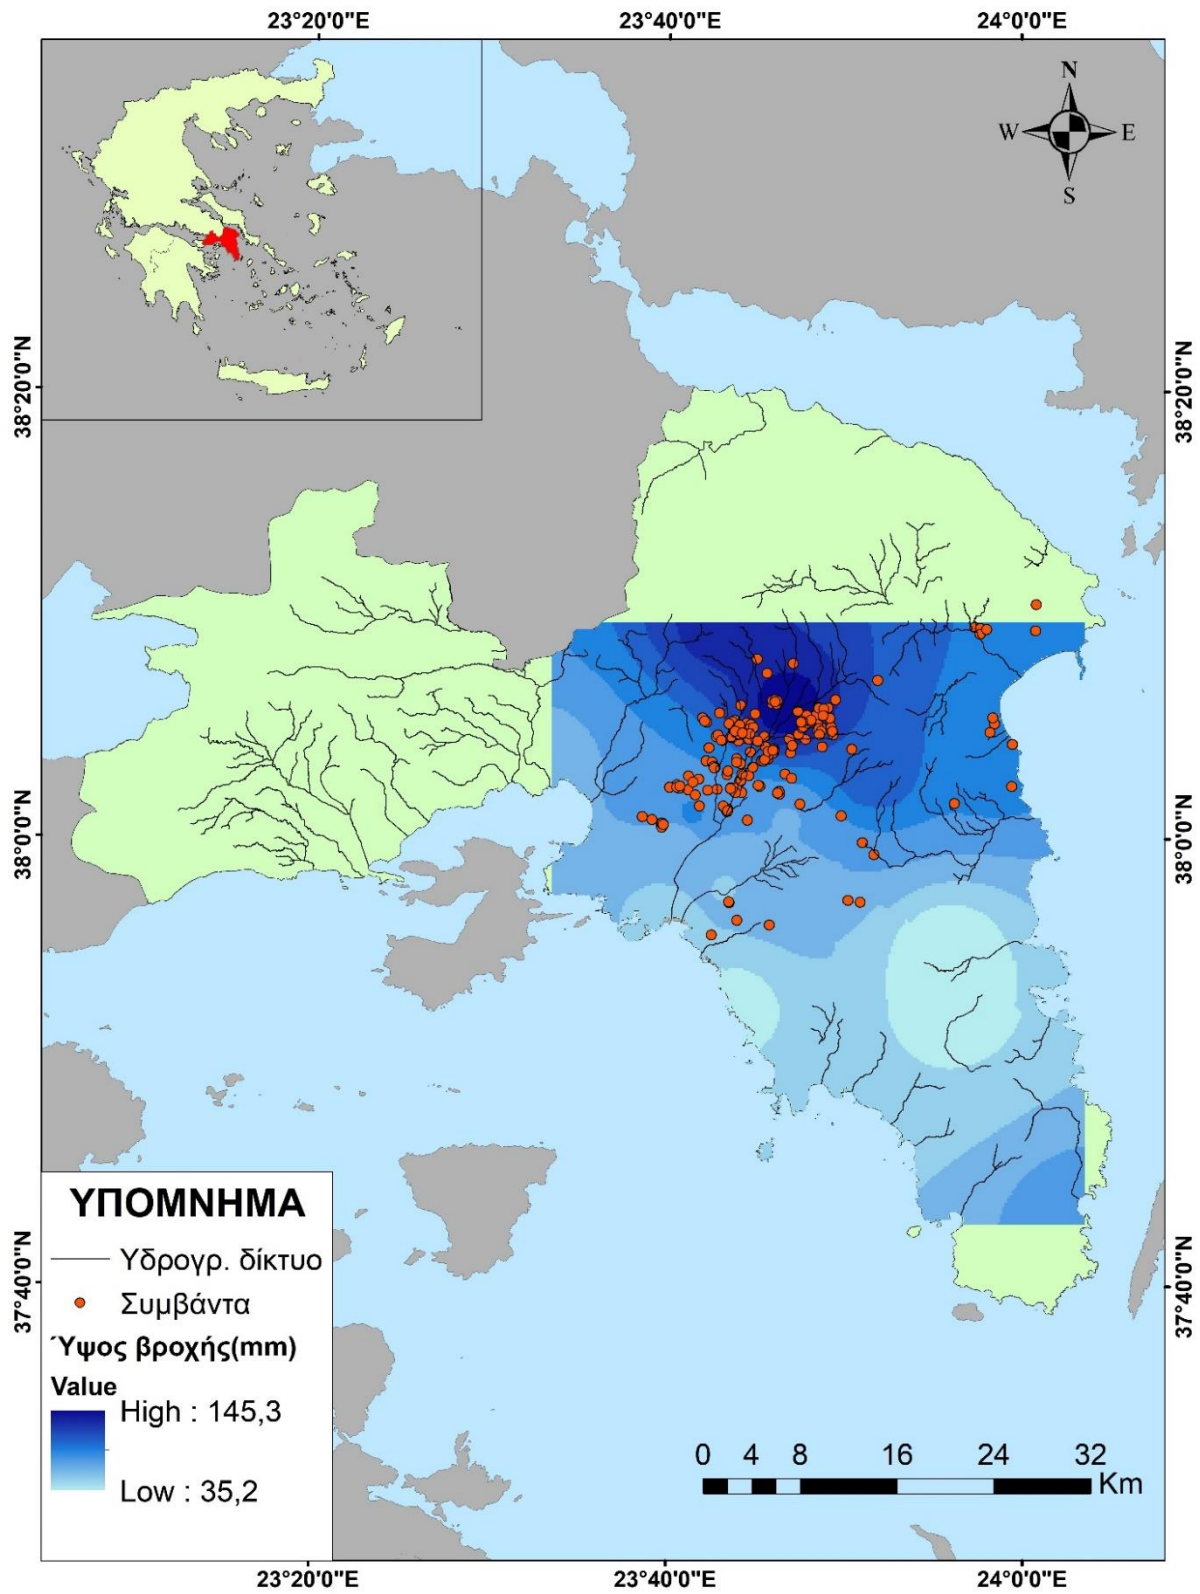 23°20'0"E 23°40'0"E 24°0'0"E
N
W E
S
38°20'0"N 38°20'0"N
38°0'0"N 38°0'0"N
37°40'0"N 37°40'0"N
ΥΠΟΜΝΗΜΑ
Υδρογρ. δίκτυο
Συμβάντα
Ύψος βροχής(mm)
Value
High : 145,3
Low : 35,2
0 4 8 16 24 32
Km
23°20'0"E 23°40'0"E 24°0'0"E